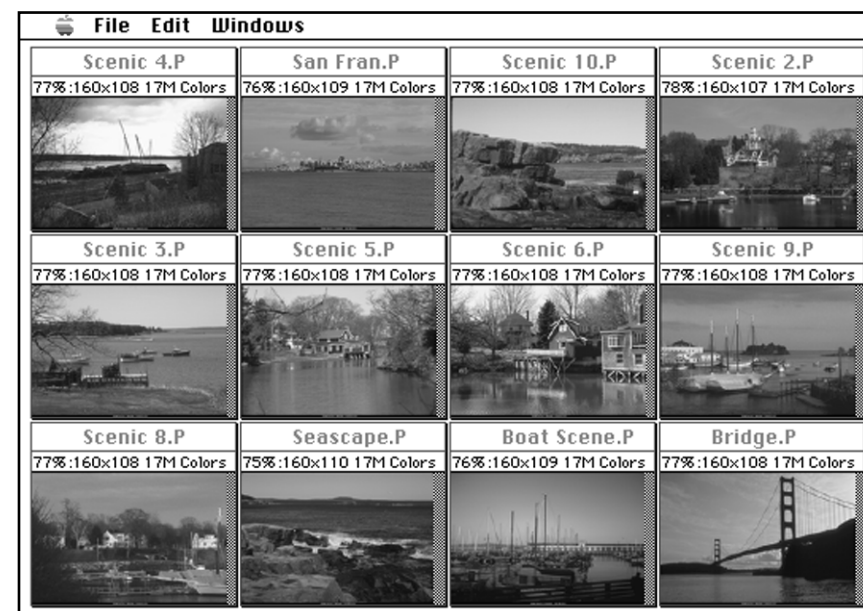 File Edit Windows
Scenic 4.P San Fran.P Scenic 10.P Scenic 2.P
77%:160x108 17M Colors 76%:160x109 17M Colors 77%:160x108 17M Colors 78%:160x107 17M Colors
Scenic 3.P Scenic 5.P Scenic 6.P Scenic 9.P
77%:160x108 17M Colors 77%:160x108 17M Colors 77%:160x108 17M Colors 77%:160x108 17M Colors
Scenic 8.P Seascape.P Boat Scene.P Bridge.P
77%:160x108 17M Colors 75%:160x110 17M Colors 76%:160x109 17M Colors 77%:160x108 17M Colors